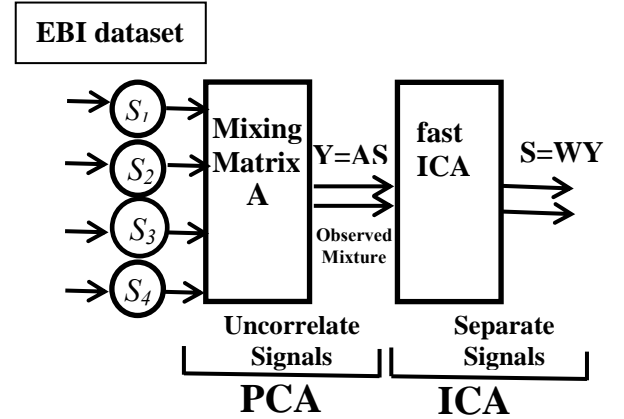 EBI dataset
S1
S2
S3
S4
Mixing
Matrix
A
Y=AS
Observed
Mixture
fast
ICA
S=WY
Uncorrelate
Signals
Separate
Signals
PCA
ICA